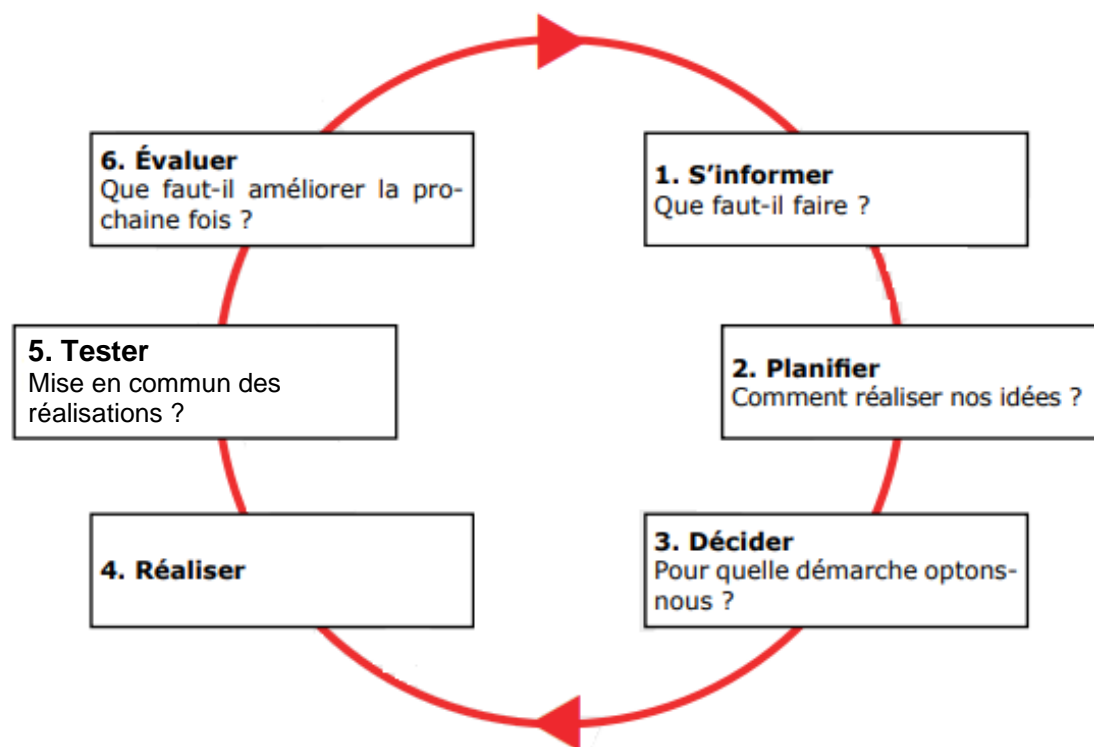 1. S'informer
Que faut-il faire ?
2. Planifier
Comment réaliser nos idées ?
3. Décider
Pour quelle démarche optons-
nous ?
4. Réaliser
5. Tester
Mise en commun des
réalisations ?
6. Évaluer
Que faut-il améliorer la pro-
chaine fois ?